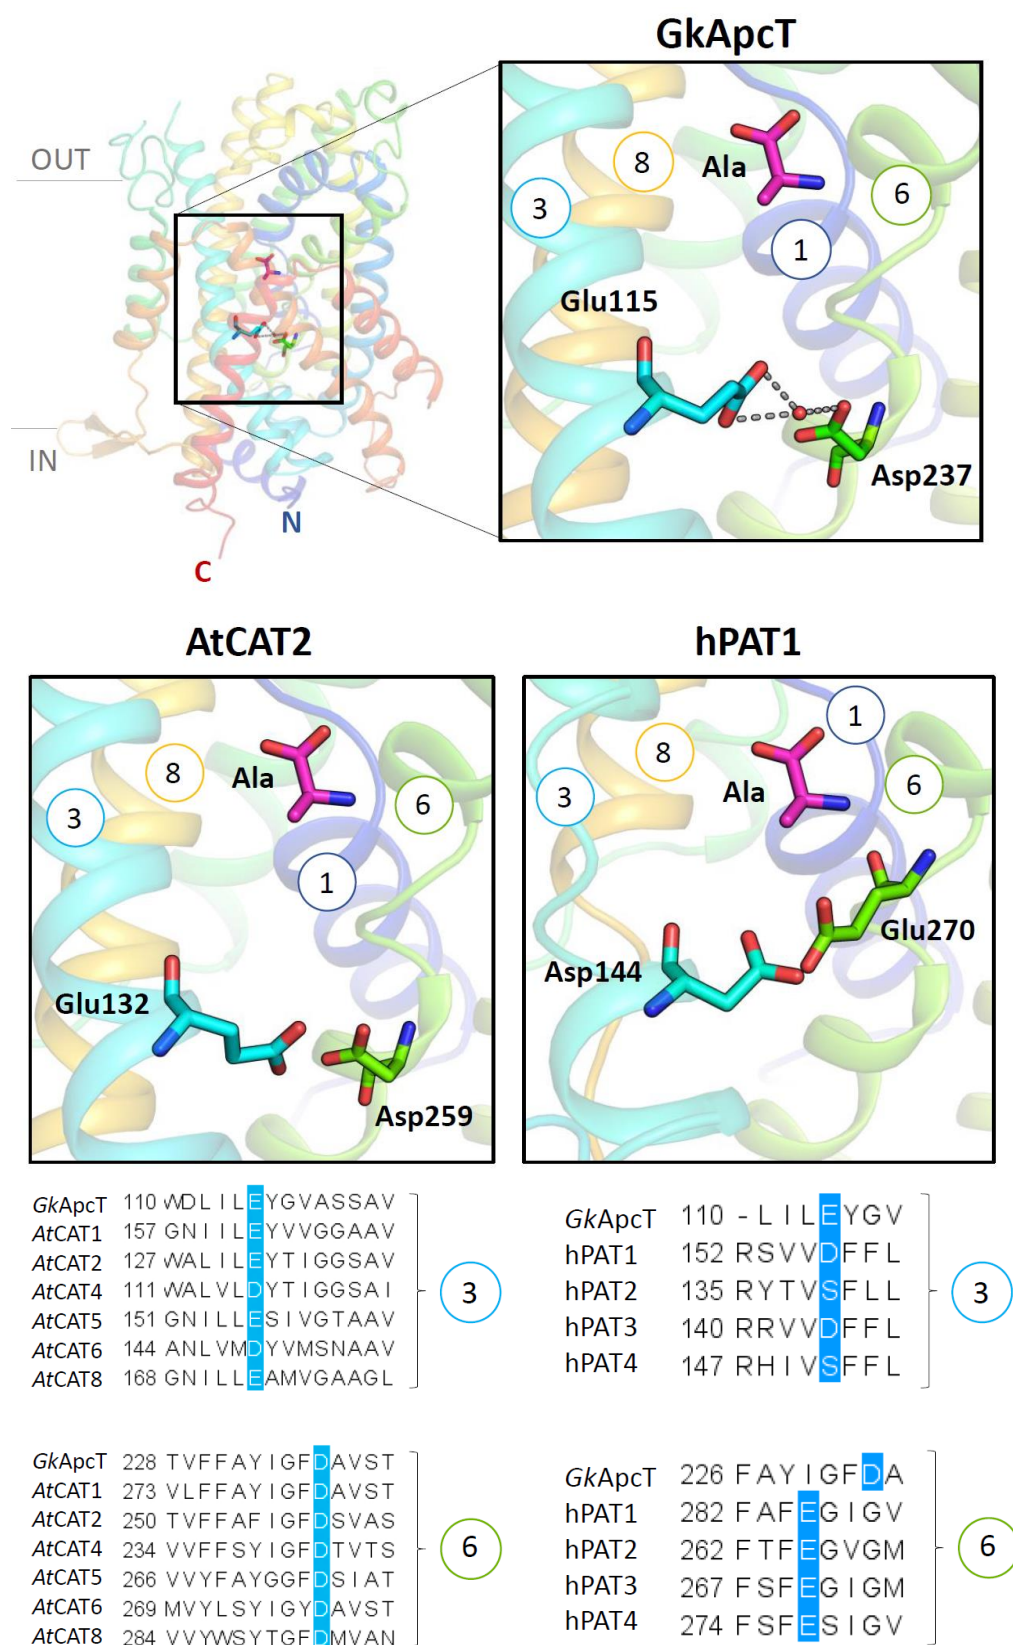 GkApcT
OUT
IN
N
C
8
Ala
6
3
1
Glu115
Asp237
AtCAT2
8
Ala
6
3
1
Glu132
Asp259
hPAT1
1
8
Ala
6
3
Glu270
Asp144
GkApcT 110 WDLILEYGVASSAV
AtCAT1 157 GNIILEYVVGGAAV
AtCAT2 127 WALILEYTIGGSAV
AtCAT4 111 WALVLDYTIGGSAI
AtCAT5 151 GNILLESIVGTAAV
AtCAT6 144 ANLVMDYVMSNAAV
AtCAT8 168 GNILLEAMVGAAGL
3
GkApcT 110 -LILEYGV
hPAT1 152 RSVVDFFL
hPAT2 135 RYTVSFLL
hPAT3 140 RRVVDFFL
hPAT4 147 RHIVSFFL
3
GkApcT 228 TVFFAYIGFDAVST
AtCAT1 273 VLFFAYIGFDAVST
AtCAT2 250 TVFFAFIGFDSVAS
AtCAT4 234 VVFFSYIGFDTVTS
AtCAT5 266 VVYFAYGGFDSIAT
AtCAT6 269 MVYLSYIGYDAVST
AtCAT8 284 VVYWSYTGFDMVAN
6
GkApcT 226 FAYIGFDA
hPAT1 282 FAFEGIGV
hPAT2 262 FTFEGVGM
hPAT3 267 FSFEGIGM
hPAT4 274 FSFESIGV
6